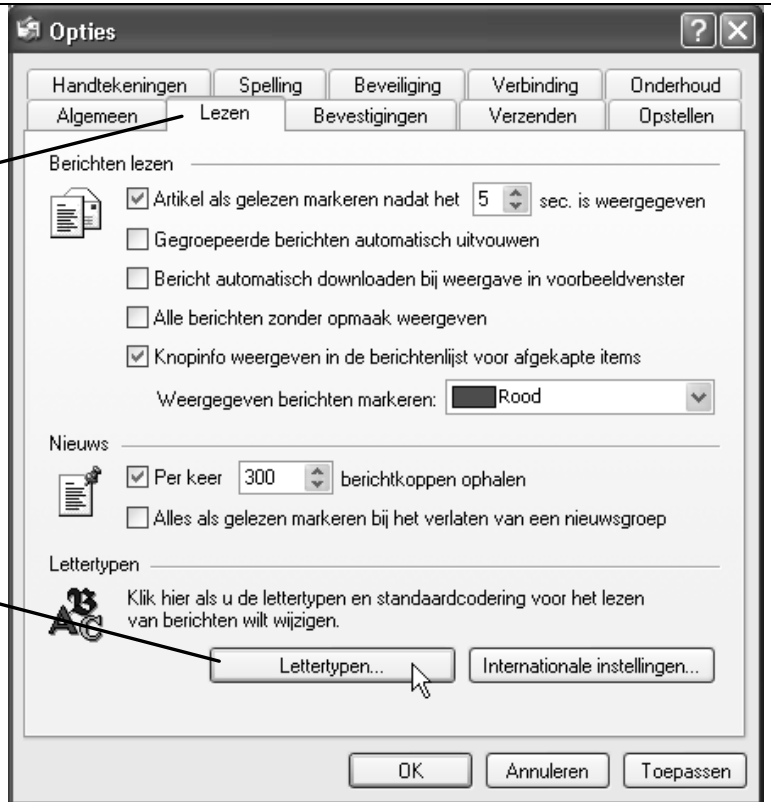 Opties
Handtekeningen Spelling Beveiliging Verbinding Onderhoud
Algemeen Lezen Bevestigingen Verzenden Opstellen
Berichten lezen
Artikel als gelezen markeren nadat het 5 sec. is weergegeven
Gegroepeerde berichten automatisch uitvouwen
Bericht automatisch downloaden bij weergave in voorbeeldvenster
Alle berichten zonder opmaak weergeven
Knopinfo weergeven in de berichtenlijst voor afgekapte items
Weergegeven berichten markeren: Rood
Nieuws
Per keer 300 berichtkoppen ophalen
Alles als gelezen markeren bij het verlaten van een nieuwsgroep
Lettertypen
Klik hier als u de lettertypen en standaardcodering voor het lezen
van berichten wilt wijzigen.
Lettertypen... Internationale instellingen...
OK Annuleren Toepassen